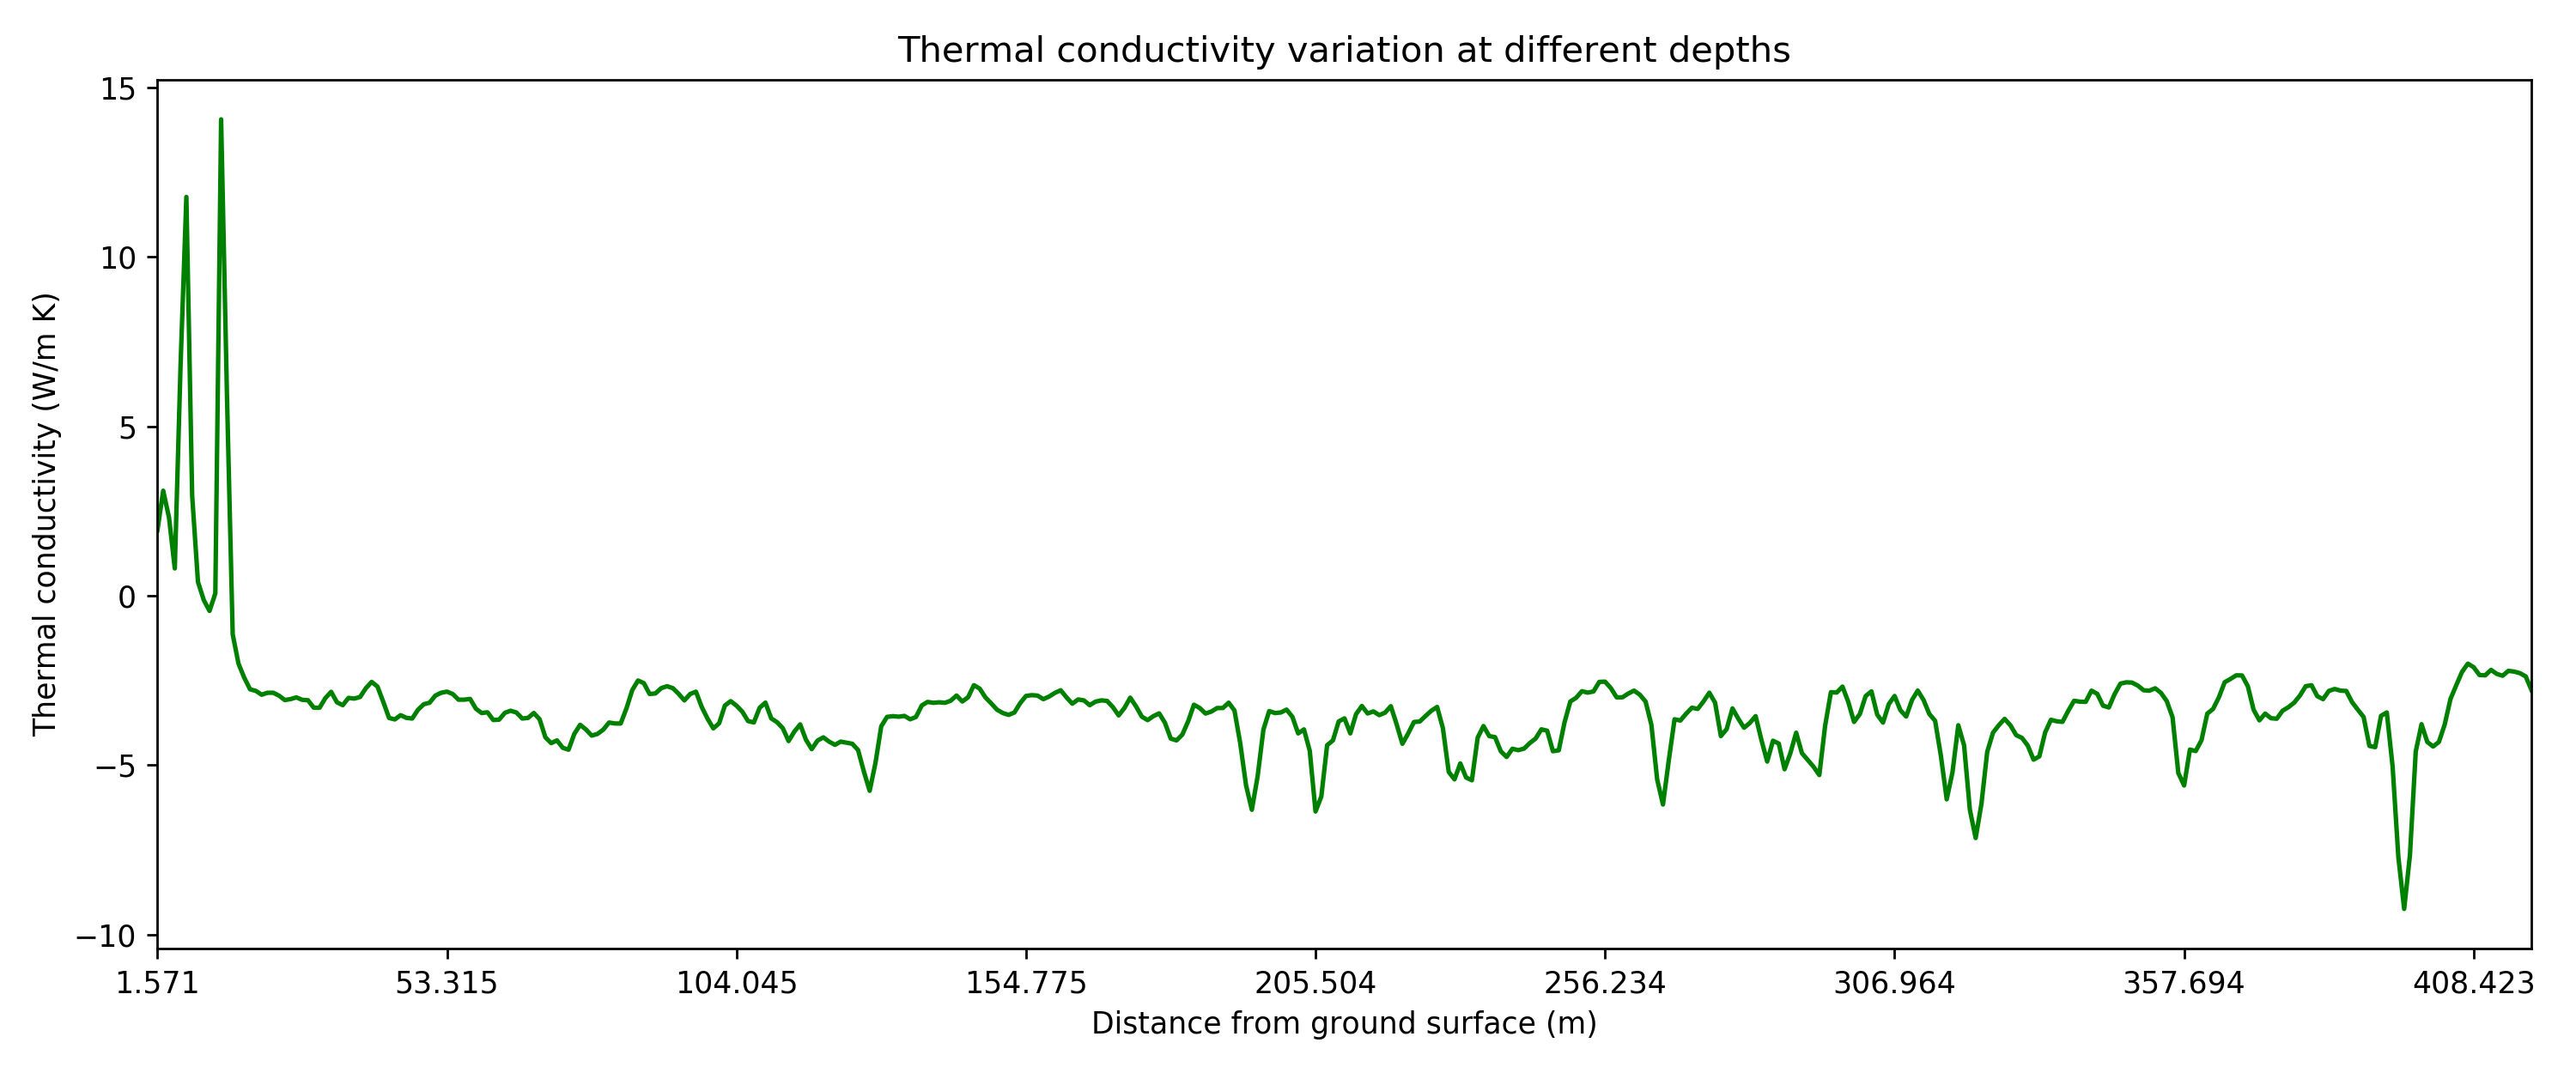 Thermal conductivity variation at different depths
Thermal conductivity (W/m K)
15
10
5
0
−5
−10
1.571 53.315 104.045 154.775 205.504 256.234 306.964 357.694 408.423
Distance from ground surface (m)